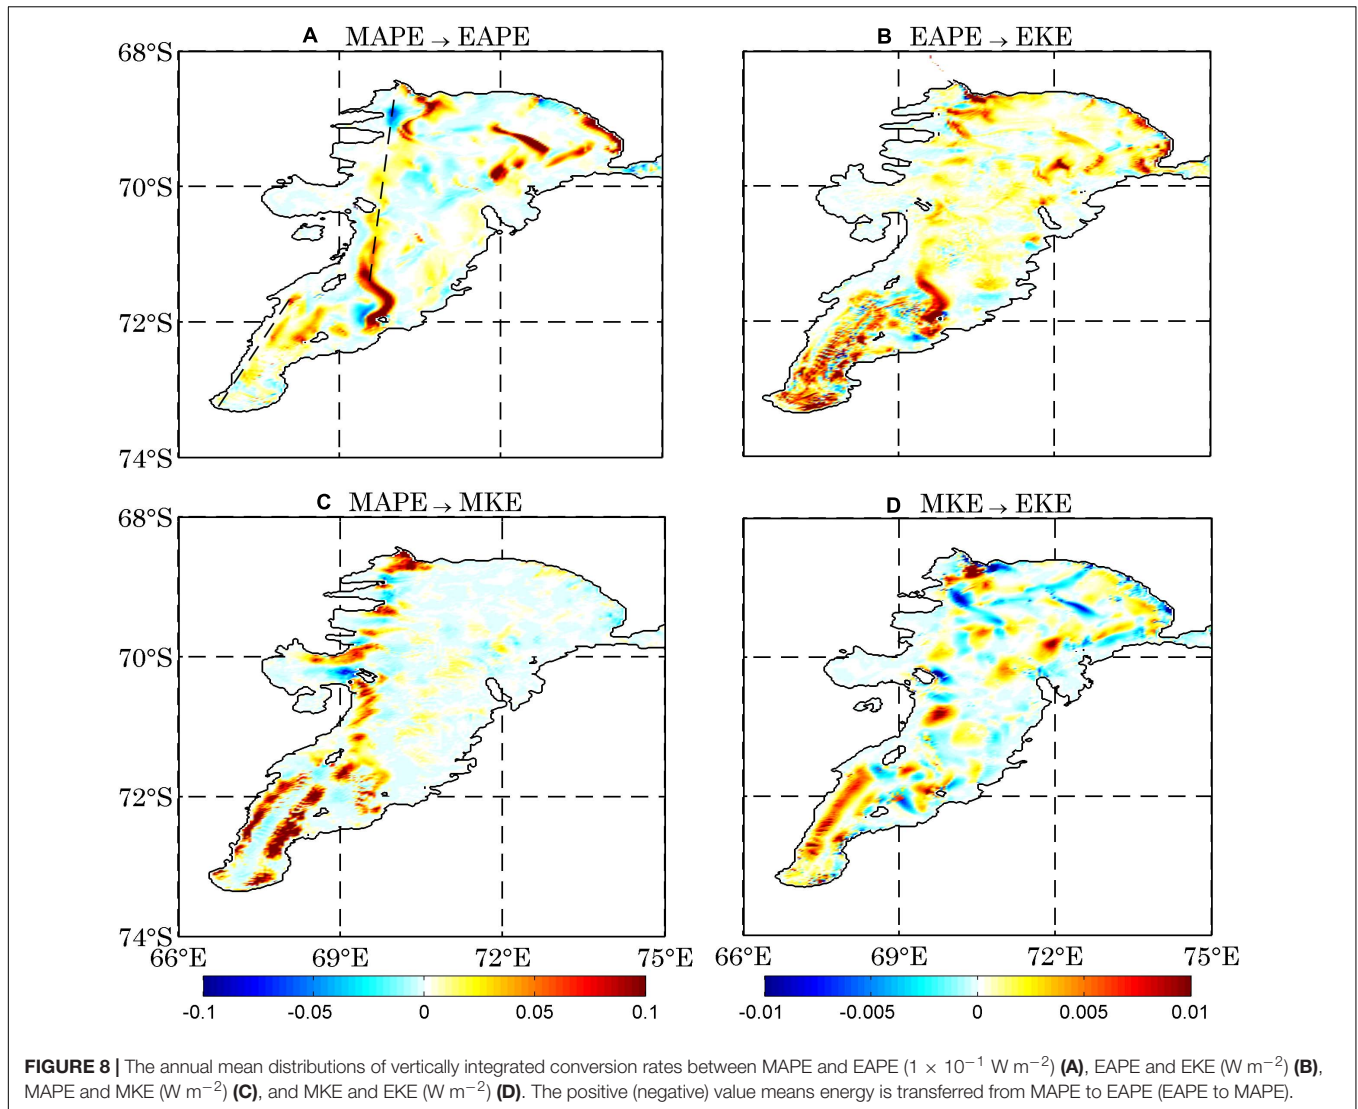 A MAPE → EAPE
B EAPE → EKE
68°S
70°S
72°S
74°S
C MAPE → MKE
D MKE → EKE
68°S
70°S
72°S
74°S
66°E 69°E 72°E 75°E
66°E 69°E 72°E 75°E
-0.1 -0.05 0 0.05 0.1
-0.01 -0.005 0 0.005 0.01
FIGURE 8 | The annual mean distributions of vertically integrated conversion rates between MAPE and EAPE (1 × 10⁻¹ W m⁻²) (A), EAPE and EKE (W m⁻²) (B),
MAPE and MKE (W m⁻²) (C), and MKE and EKE (W m⁻²) (D). The positive (negative) value means energy is transferred from MAPE to EAPE (EAPE to MAPE).